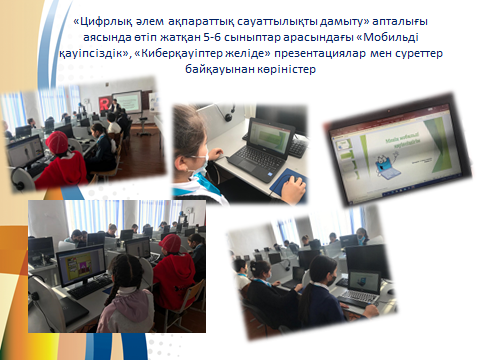 «Цифрлық әлем ақпараттық сауаттылықты дамыту» апталығы
аясында өтіп жатқан 5-6 сыныптар арасындағы «Мобильді
қауіпсіздік», «Киберқауіптер желіде» презентациялар мен суреттер
байқауынан көріністер